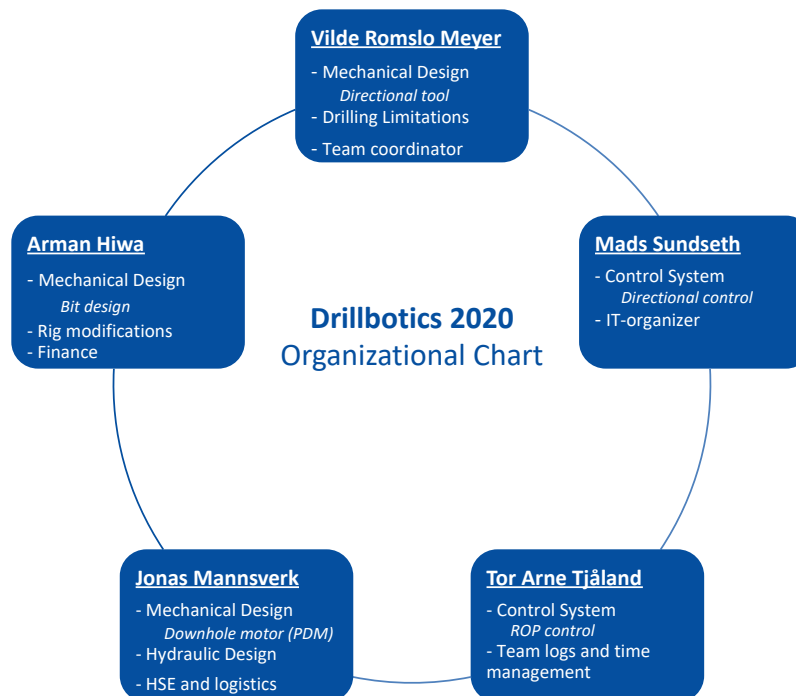 Vilde Romslo Meyer
- Mechanical Design
Directional tool
- Drilling Limitations
- Team coordinator
Arman Hiwa
- Mechanical Design
Bit design
- Rig modifications
- Finance
Mads Sundseth
- Control System
Directional control
- IT-organizer
Drillbotics 2020
Organizational Chart
Jonas Mannsverk
- Mechanical Design
Downhole motor (PDM)
- Hydraulic Design
- HSE and logistics
Tor Arne Tjåland
- Control System
ROP control
- Team logs and time
management